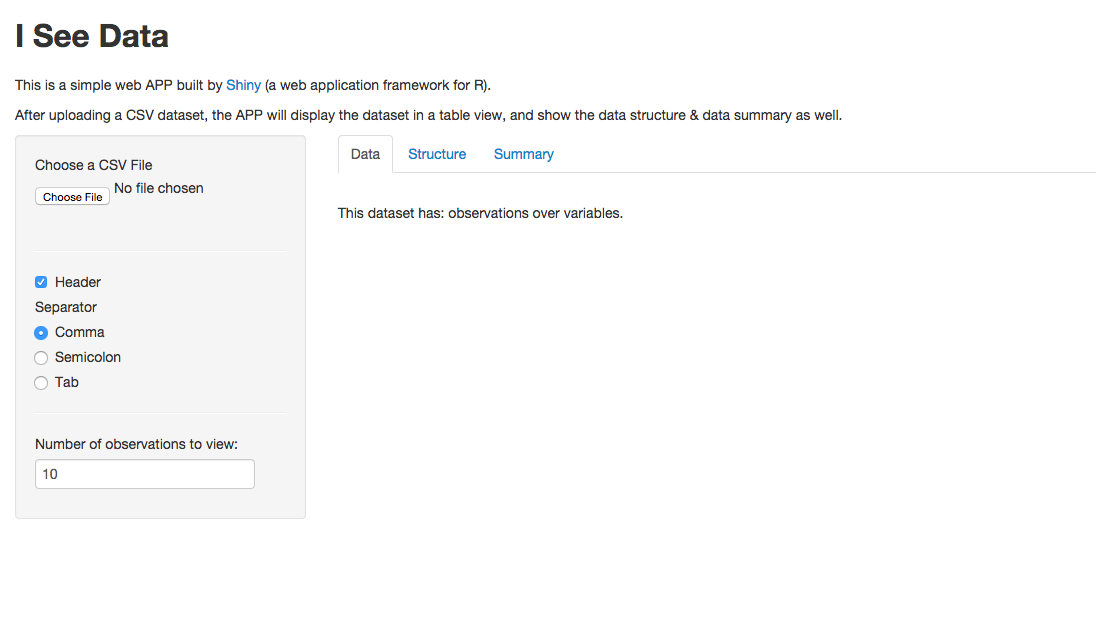 I See Data
This is a simple web APP built by Shiny (a web application framework for R).
After uploading a CSV dataset, the APP will display the dataset in a table view, and show the data structure & data summary as well.
Choose a CSV File
Choose File No file chosen
Header
Separator
Comma
Semicolon
Tab
Number of observations to view:
10
Data Structure Summary
This dataset has: observations over variables.